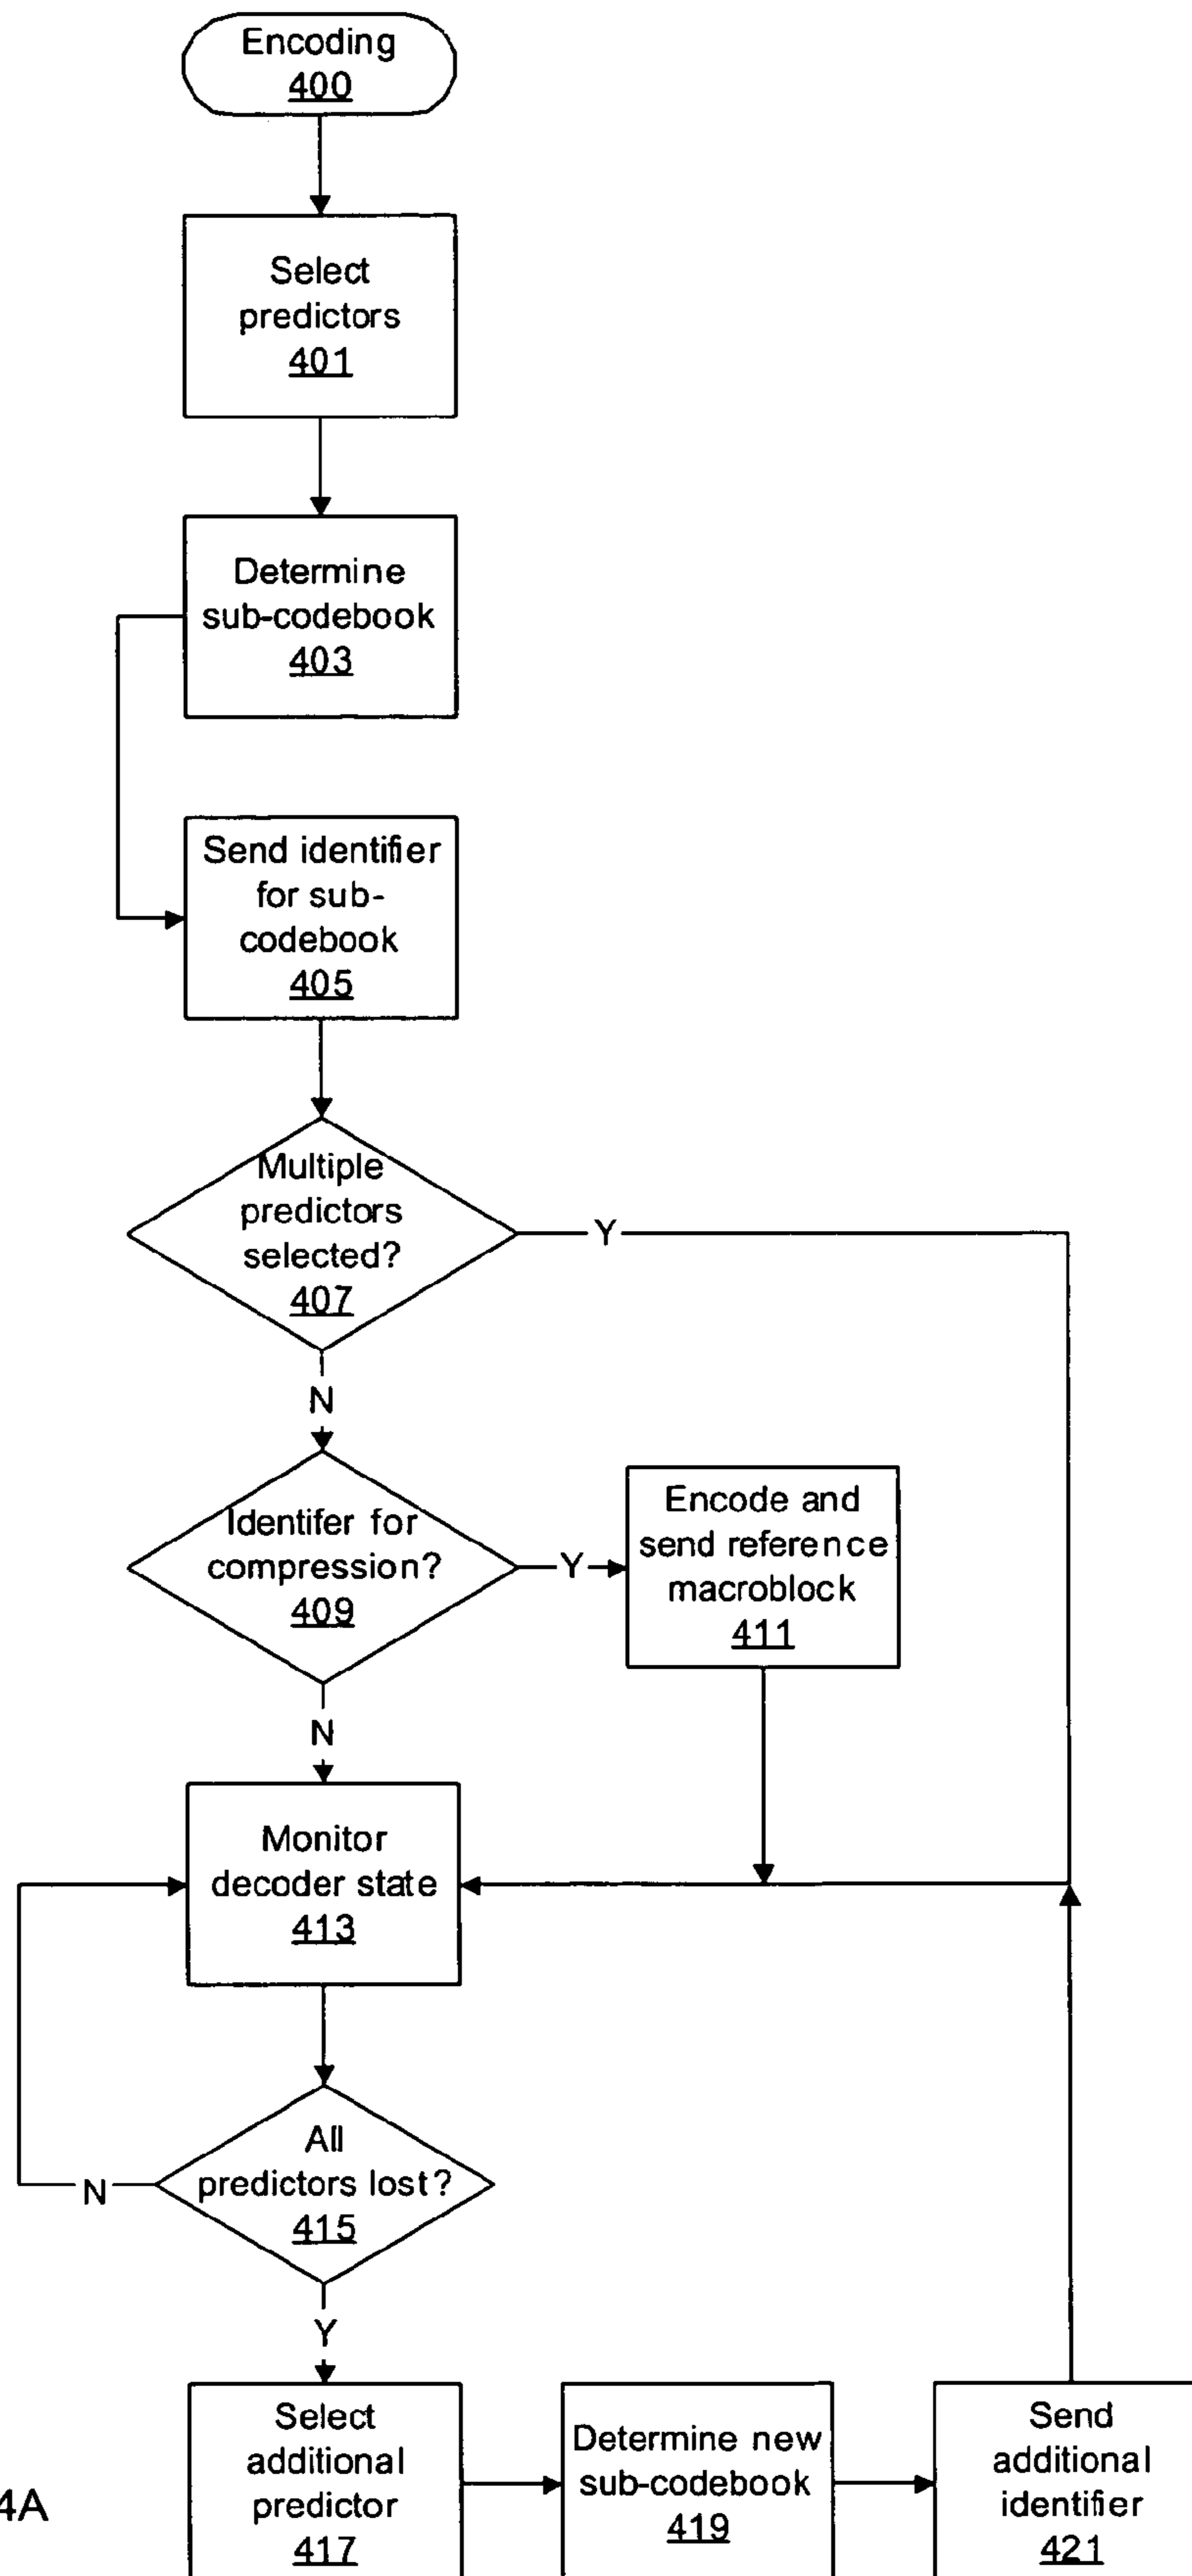 Encoding
400
Select
predictors
401
Determine
sub-codebook
403
Send identifier
for sub-
codebook
405
Multiple
predictors
selected?
407
Y
N
Identifer for
compression?
409
Y
Encode and
send reference
macroblock
411
N
Monitor
decoder state
413
All
predictors lost?
415
N
Y
Select
additional
predictor
417
Determine new
sub-codebook
419
Send
additional
identifier
421
4A